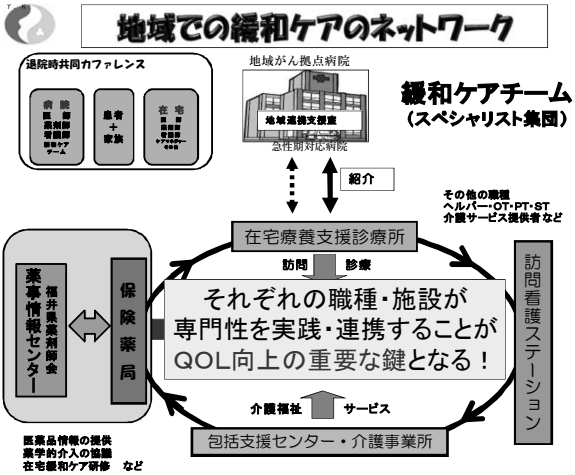 地域での緩和ケアのネットワーク
退院時共同カファレンス
病院
医師
薬剤師
看護師
緩和ケア
チーム
患者
+
家族
在宅
医師
薬剤師
看護師
ケアマネジャー
その他
地域がん拠点病院
地域連携支援室
急性期対応病院
緩和ケアチーム
(スペシャリスト集団)
紹介
その他の職種
ヘルパー・OT・PT・ST
介護サービス提供者など
在宅療養支援診療所
訪問 診療
福井県薬剤師会
薬事情報センター
保険薬局
それぞれの職種・施設が
専門性を実践・連携することが
QOL向上の重要な鍵となる！
訪問看護ステーション
介護福祉 サービス
包括支援センター・介護事業所
医薬品情報の提供
薬学的介入の協議
在宅緩和ケア研修 など